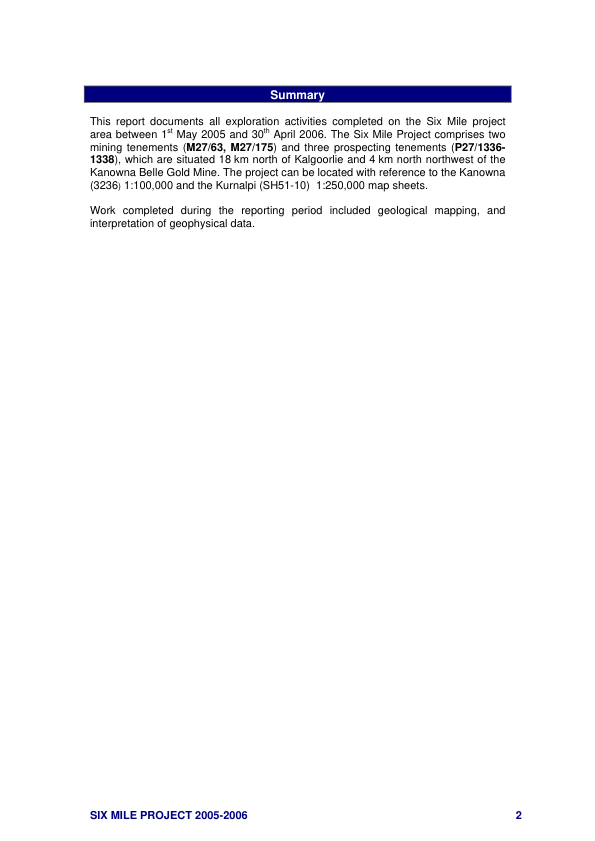 Summary
This report documents all exploration activities completed on the Six Mile project
area between 1st May 2005 and 30th April 2006. The Six Mile Project comprises two
mining tenements (M27/63, M27/175) and three prospecting tenements (P27/1336-
1338), which are situated 18 km north of Kalgoorlie and 4 km north northwest of the
Kanowna Belle Gold Mine. The project can be located with reference to the Kanowna
(3236) 1:100,000 and the Kurnalpi (SH51-10)  1:250,000 map sheets.
Work completed during the reporting period included geological mapping, and
interpretation of geophysical data.
SIX MILE PROJECT 2005-2006 2